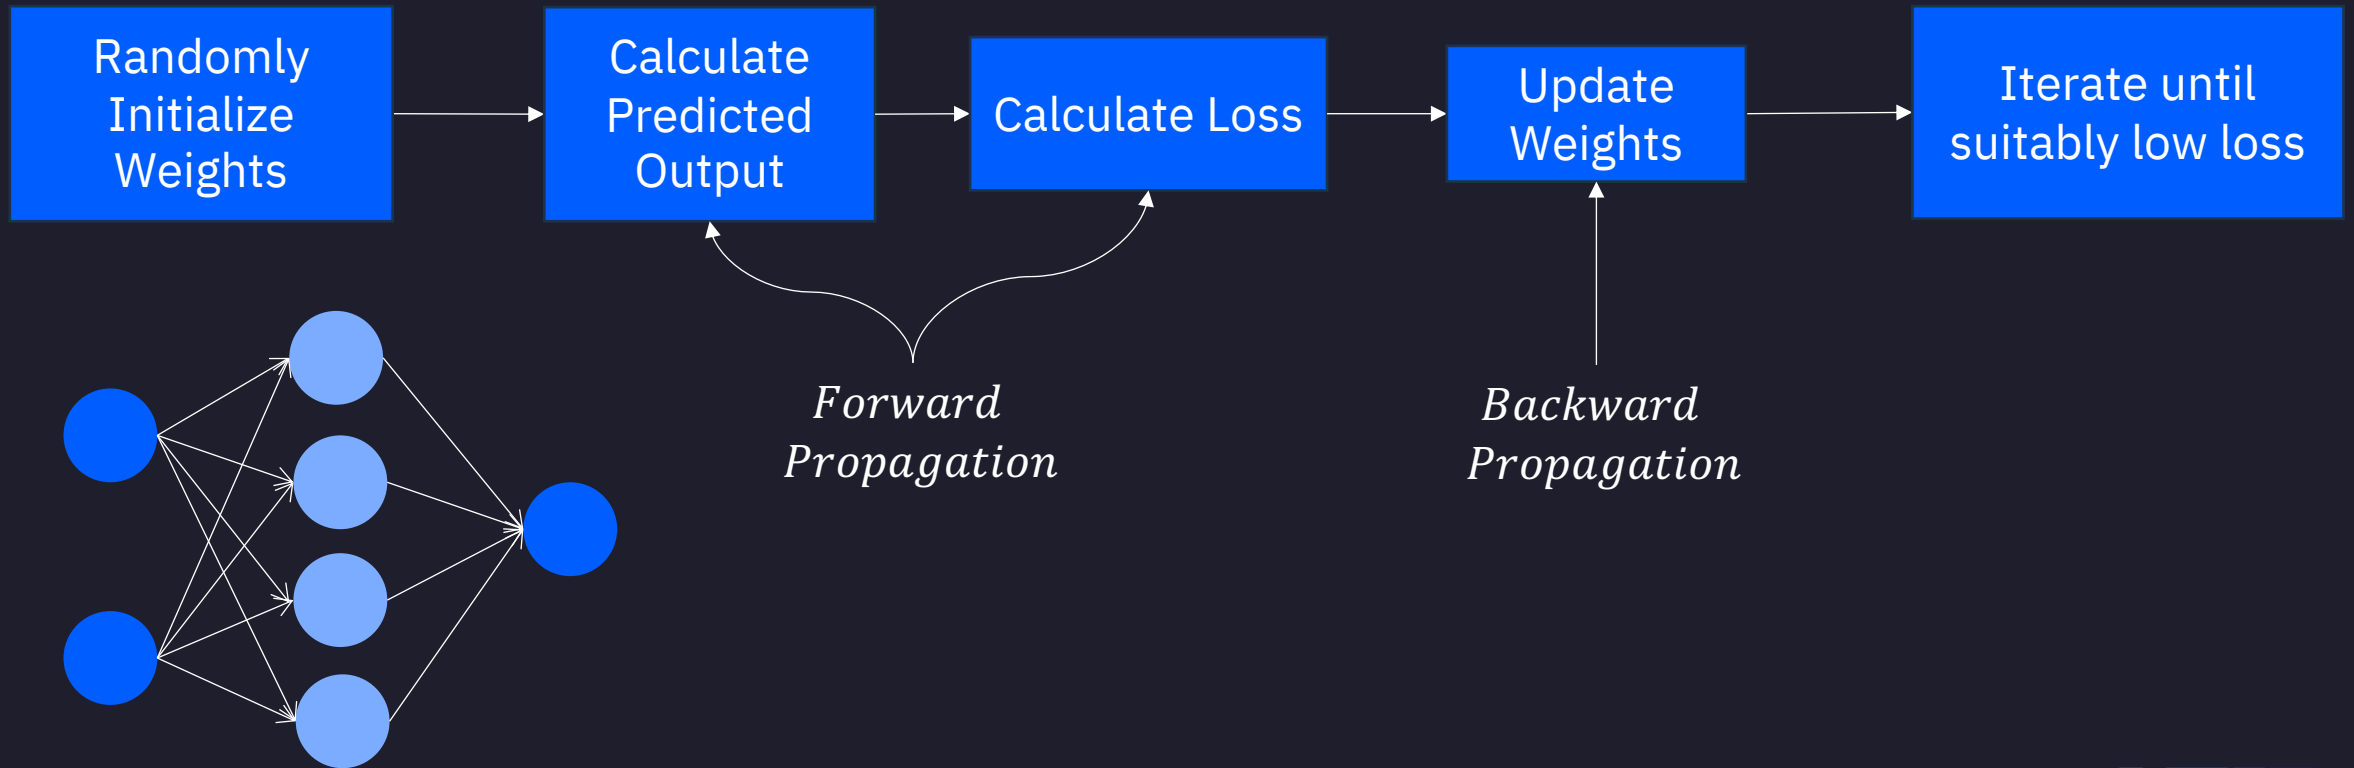 Randomly
Initialize
Weights
Calculate
Predicted
Output
Calculate Loss
Update
Weights
Iterate until
suitably low loss
Forward
Propagation
Backward
Propagation